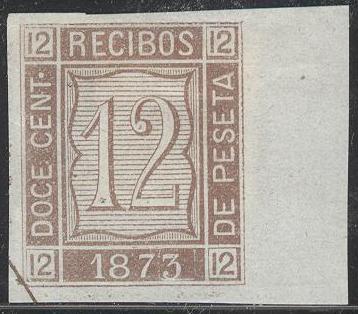 12 RECIBOS 12
DOCE CENT.
12
DE PESETA
12 1873 12